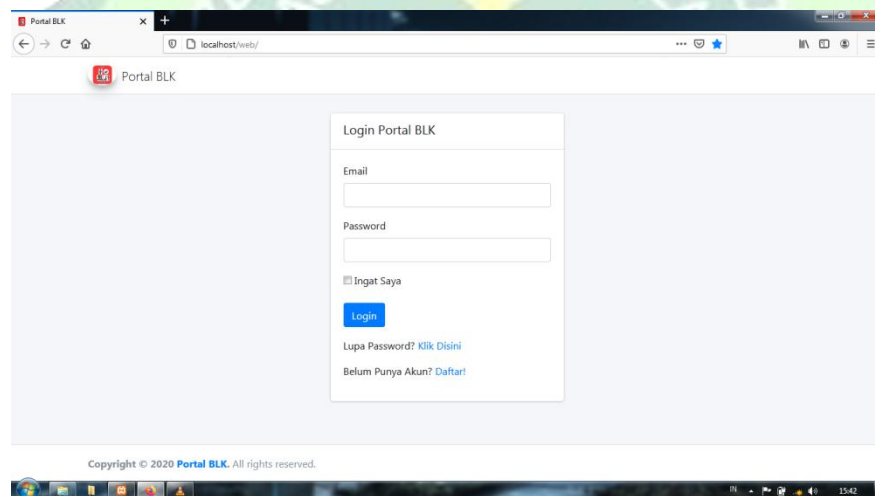 Portal BLK
localhost/web/
Portal BLK
Login Portal BLK
Email
Password
Ingat Saya
Login
Lupa Password? Klik Disini
Belum Punya Akun? Daftar!
Copyright © 2020 Portal BLK. All rights reserved.
IN 15:42